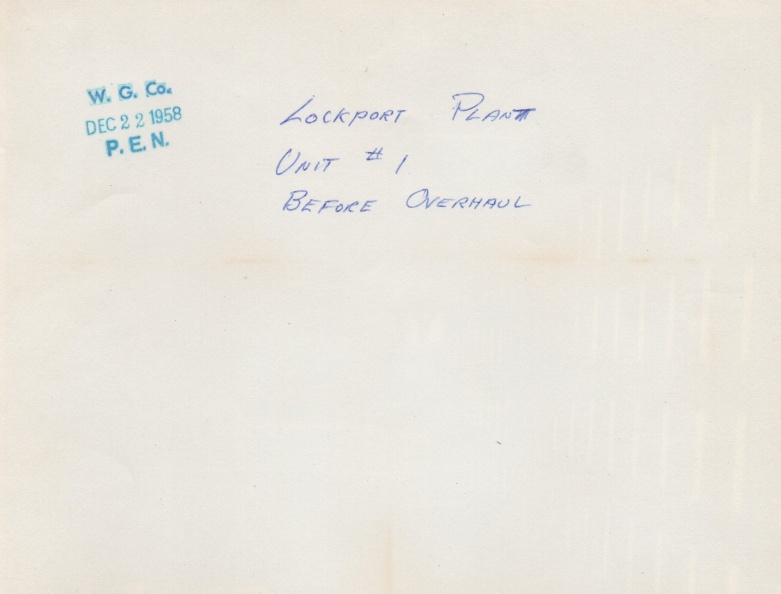 W. G. Co.
DEC 22 1958
P. E. N.
LOCKPORT PLANT
UNIT # 1
BEFORE OVERHAUL